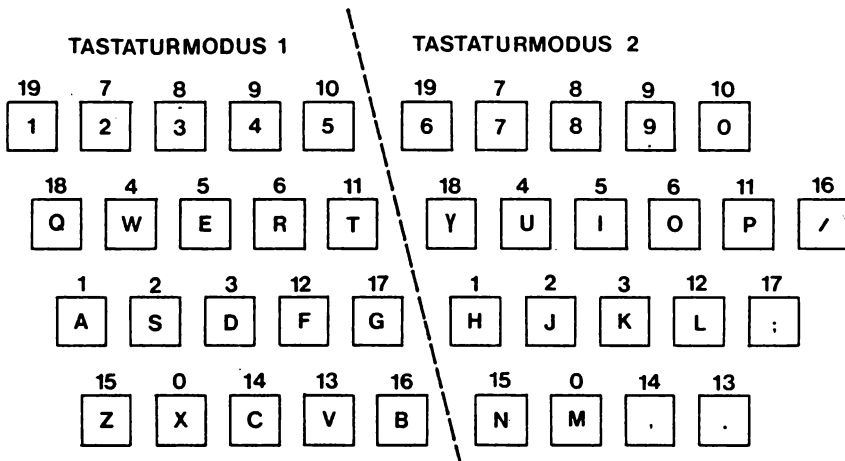 TASTATURMODUS 1 TASTATURMODUS 2
19 7 8 9 10 19 7 8 9 10
1 2 3 4 5 6 7 8 9 0
18 4 5 6 11 18 4 5 6 11 16
Q W E R T Y U I O P /
1 2 3 12 17 1 2 3 12 17
A S D F G H J K L ;
15 0 14 13 16 15 0 14 13
Z X C V B N M , .